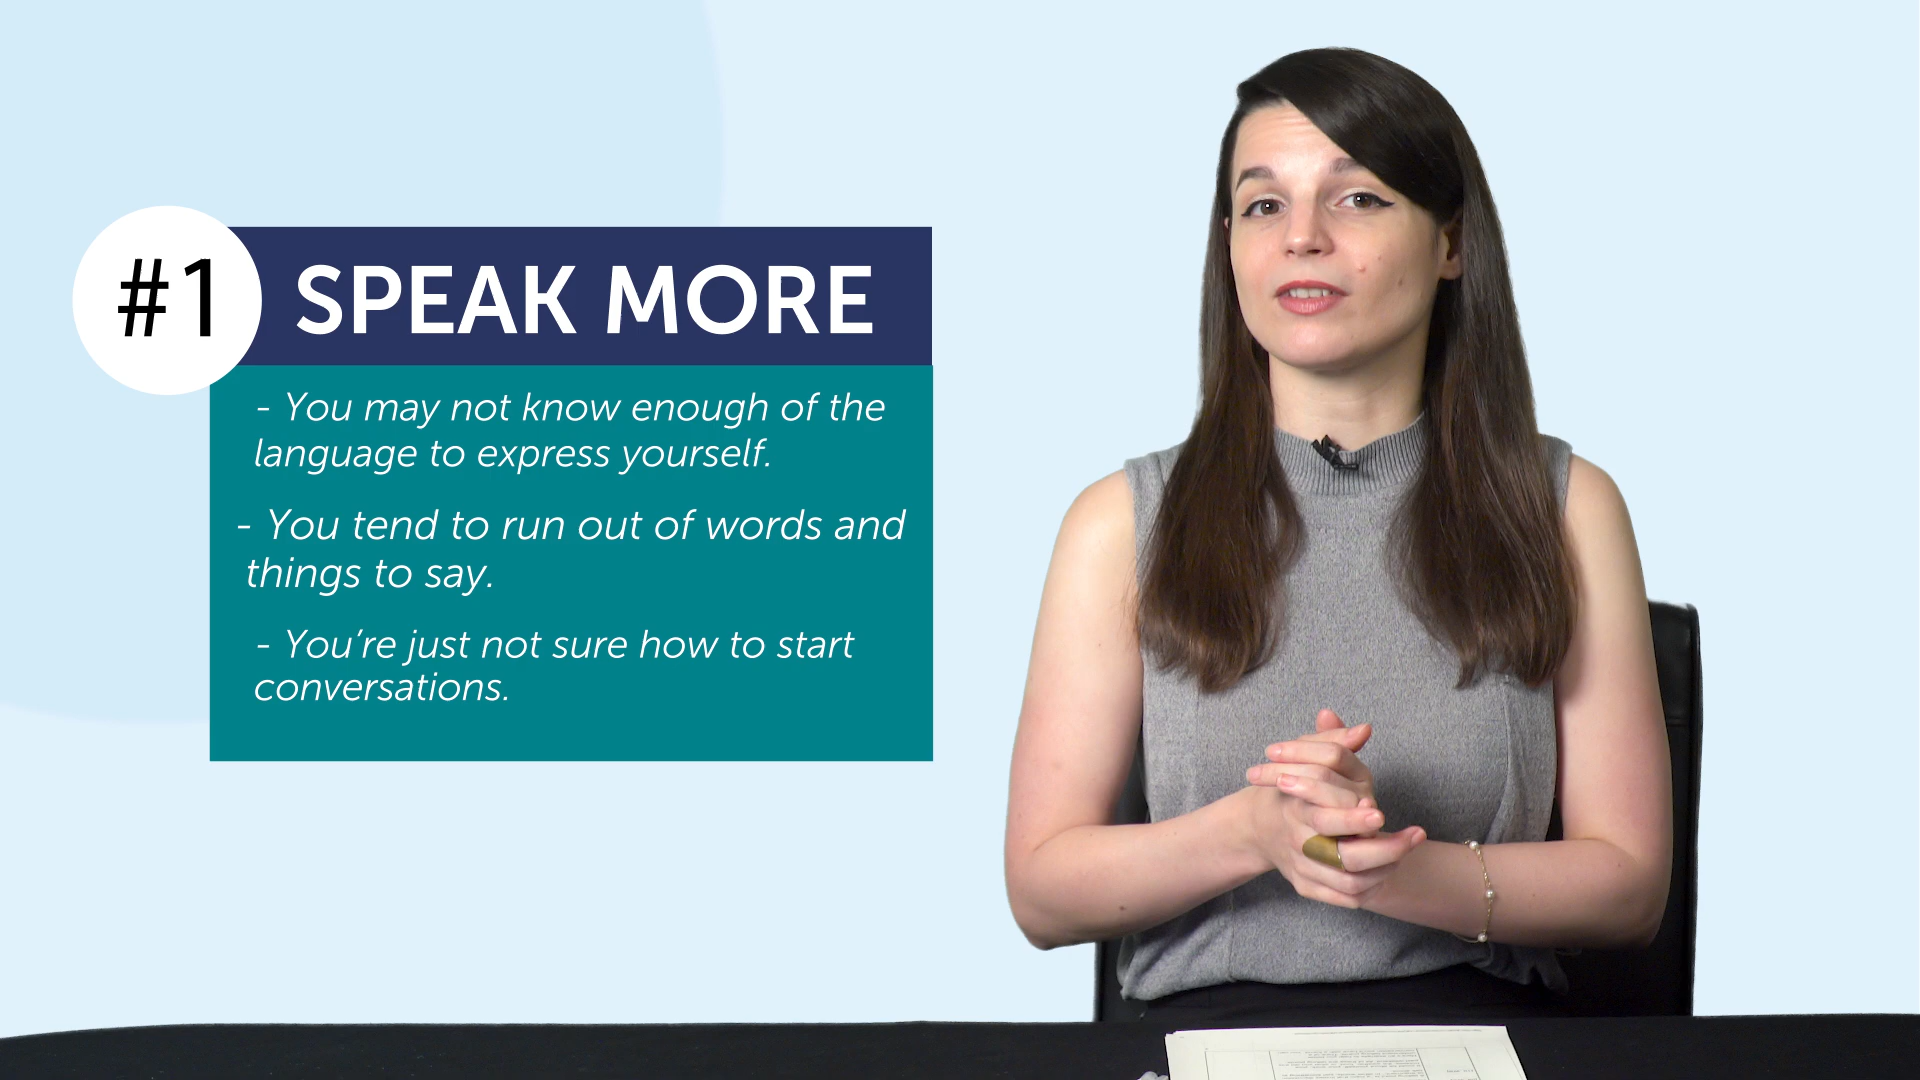 #1 SPEAK MORE
- You may not know enough of the
language to express yourself.
- You tend to run out of words and
things to say.
- You’re just not sure how to start
conversations.